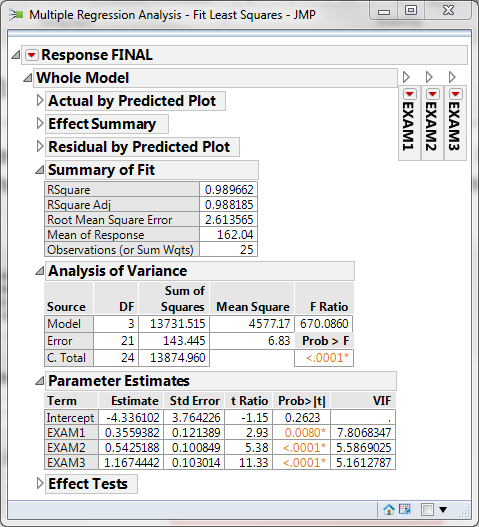 Multiple Regression Analysis - Fit Least Squares - JMP
Response FINAL
Whole Model
Actual by Predicted Plot
Effect Summary
Residual by Predicted Plot
EXAM1
EXAM2
EXAM3
Summary of Fit
RSquare 0.989662
RSquare Adj 0.988185
Root Mean Square Error 2.613565
Mean of Response 162.04
Observations (or Sum Wgts) 25
Analysis of Variance
Sum of
Source DF Squares Mean Square F Ratio
Model 3 13731.515 4577.17 670.0860
Error 21 143.445 6.83 Prob > F
C. Total 24 13874.960 <.0001*
Parameter Estimates
Term Estimate Std Error t Ratio Prob>|t| VIF
Intercept -4.336102 3.764226 -1.15 0.2623 .
EXAM1 0.3559382 0.121389 2.93 0.0080* 7.8068347
EXAM2 0.5425188 0.100849 5.38 <.0001* 5.5869025
EXAM3 1.1674442 0.103014 11.33 <.0001* 5.1612787
Effect Tests